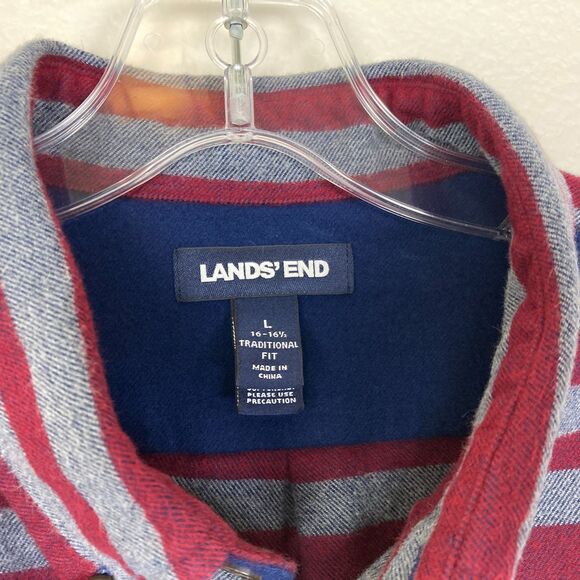 LANDS' END
L
16-16½
TRADITIONAL
FIT
MADE IN
CHINA
PLEASE USE
PRECAUTION